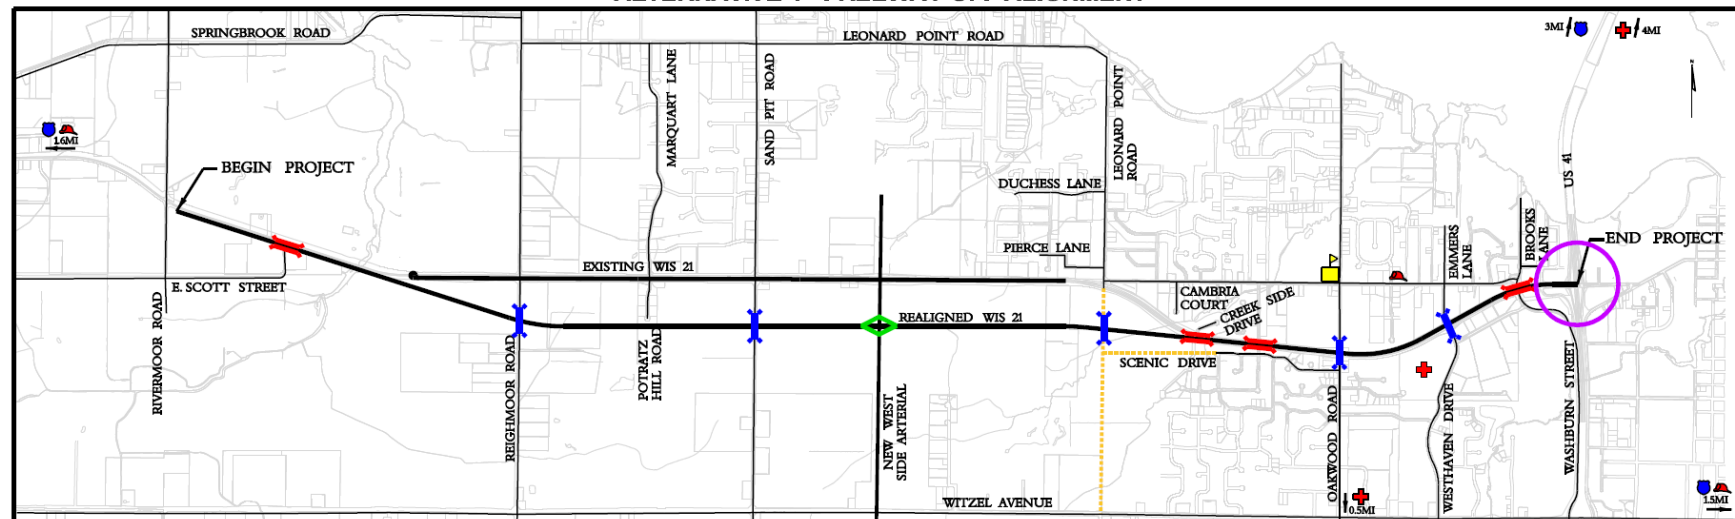 SPRINGBROOK ROAD
LEONARD POINT ROAD
3MI
4MI
N
MARQUART LANE
SAND PIT ROAD
LEONARD POINT
ROAD
US 41
1.6MI
BEGIN PROJECT
DUCHESS LANE
PIERCE LANE
EMMERS
LANE
BROOKS
LANE
END PROJECT
EXISTING WIS 21
E. SCOTT STREET
CAMBRIA
COURT
CREEK SIDE
DRIVE
REALIGNED WIS 21
RIVERMOOR ROAD
REIGHMOOR ROAD
POTRATZ
HILL ROAD
NEW WEST
SIDE ARTERIAL
SCENIC DRIVE
OAKWOOD ROAD
WESTHAVEN DRIVE
WASHBURN STREET
WITZEL AVENUE
0.5MI
1.5MI